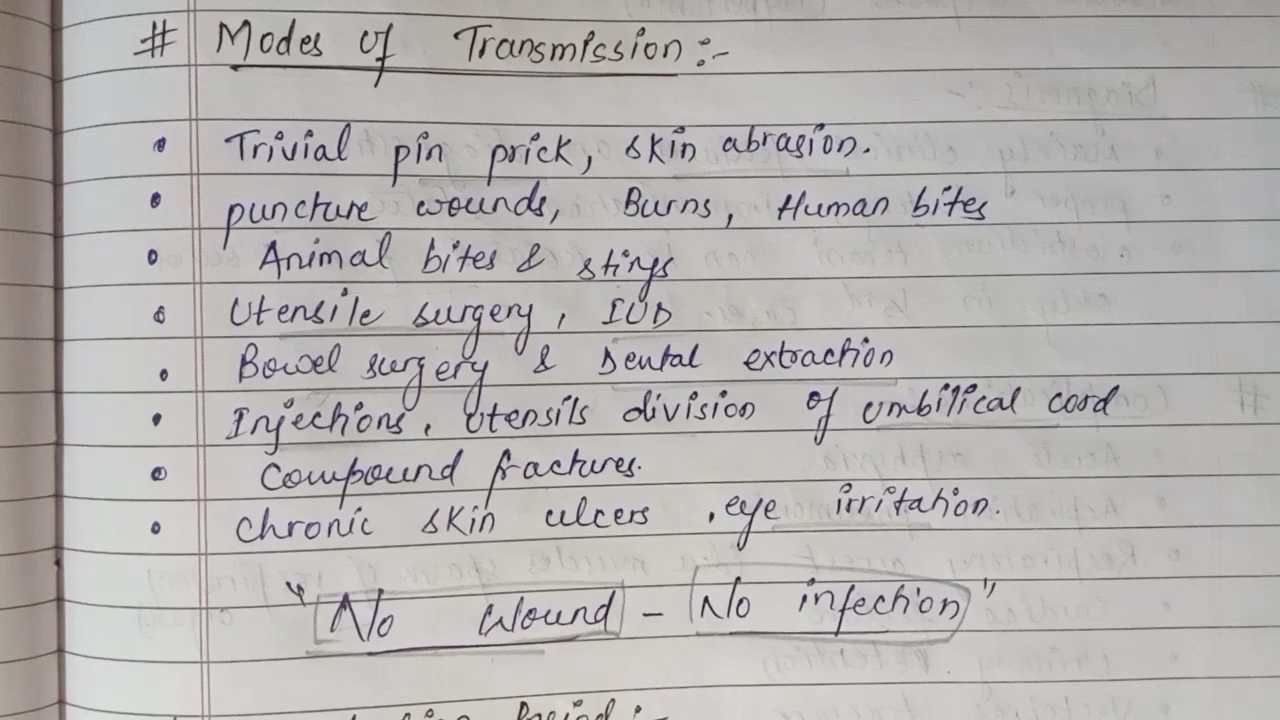 # Modes of Transmission :-
• Trivial pin prick, skin abrasion.
• puncture wounds, Burns, Human bites
• Animal bites & stings
• Utensile surgery, IUD
• Bowel surgery & Dental extraction
• Injections, Utensils division of umbilical cord
• Compound fractures.
• chronic skin ulcers, eye irritation.
"No Wound – No infection"
Period :-